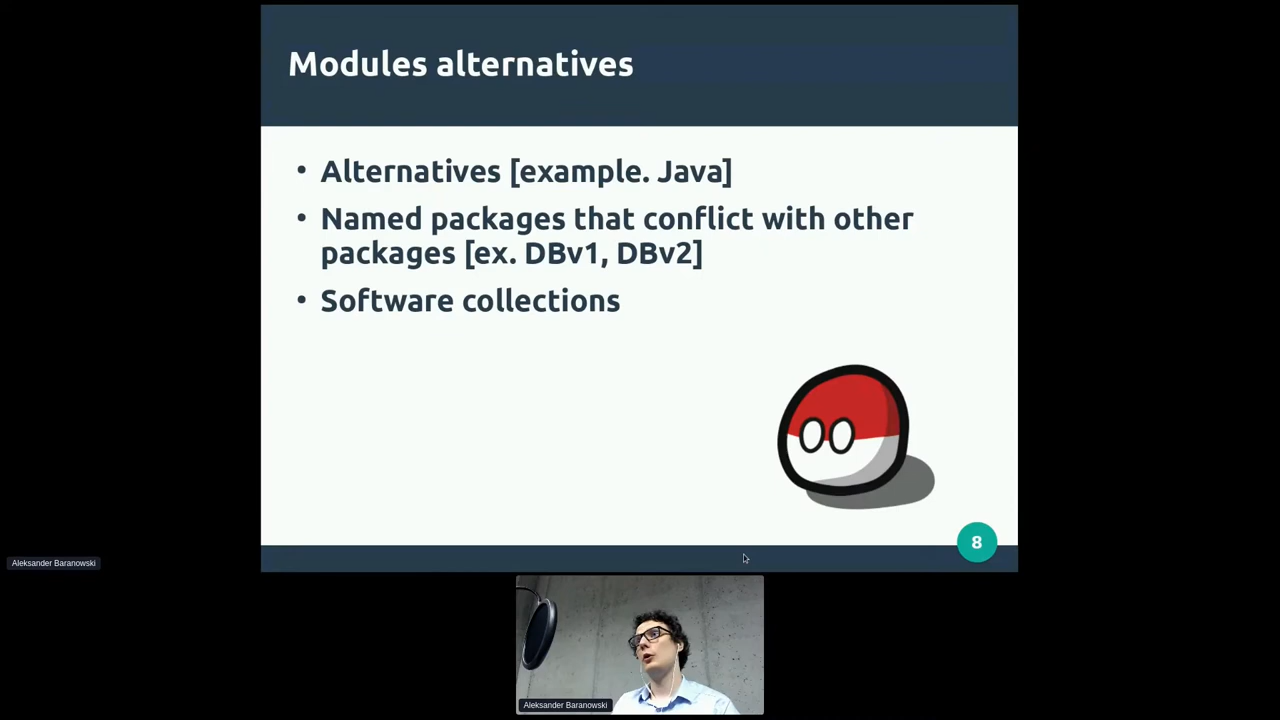 Modules alternatives
• Alternatives [example. Java]
• Named packages that conflict with other
packages [ex. DBv1, DBv2]
• Software collections
8
Aleksander Baranowski
Aleksander Baranowski